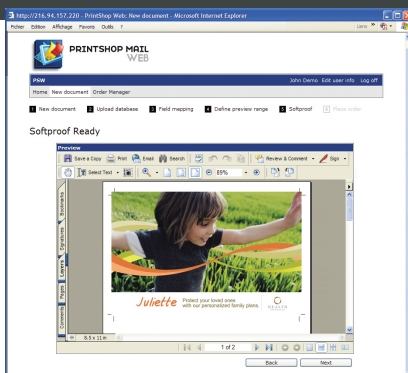 http://216.94.157.220 - PrintShop Web: New document - Microsoft Internet Explorer
Fichier Edition Affichage Favoris Outils ?
Liens »
PRINTSHOP MAIL
WEB
PSW
John Demo Edit user info Log off
Home New document Order Manager
1 New document 2 Upload database 3 Field mapping 4 Define preview range 5 Softproof 6 Place order
Softproof Ready
Preview
Save a Copy Print Email Search Review & Comment Sign
Select Text 89%
Bookmarks
Signatures
Layers
Pages
Comments
Juliette
Protect your loved ones
with our personalized family plans
HEALTH
8.5 x 11 in
1 of 2
Back Next